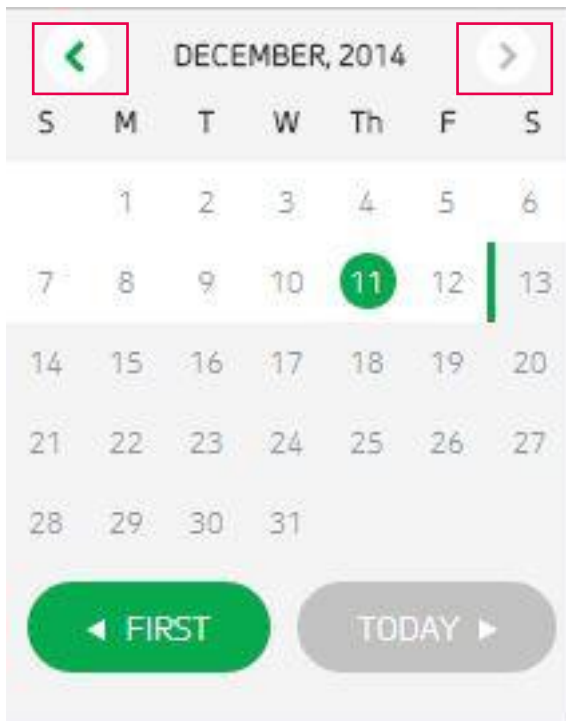 DECEMBER, 2014
S M T W Th F S
1 2 3 4 5 6
7 8 9 10 11 12 13
14 15 16 17 18 19 20
21 22 23 24 25 26 27
28 29 30 31
FIRST TODAY